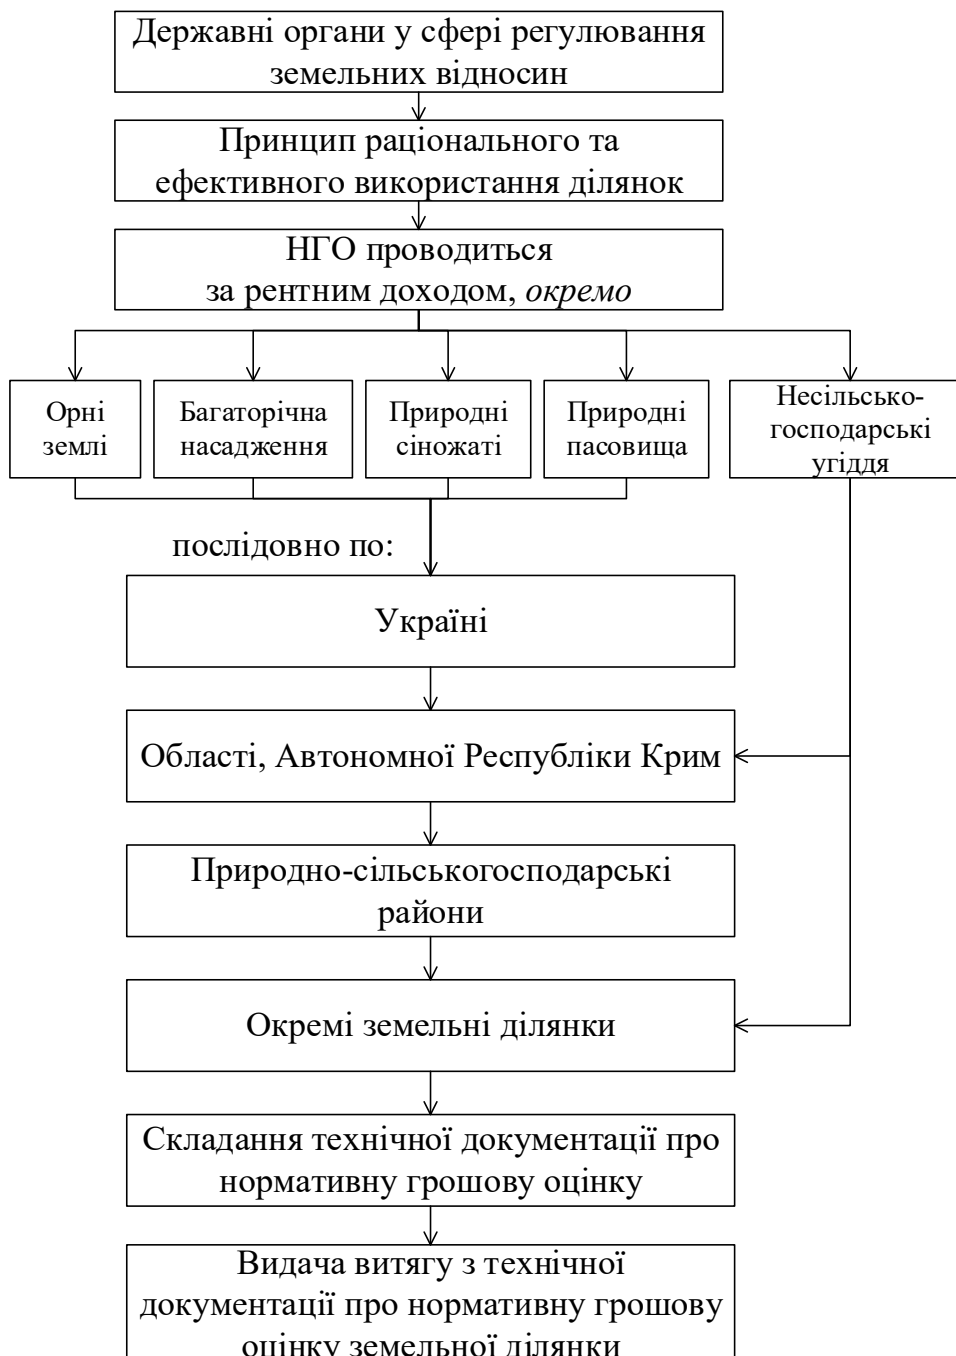 Державні органи у сфері регулювання
земельних відносин
Принцип раціонального та
ефективного використання ділянок
НГО проводиться
за рентним доходом, окремо
Орні
землі
Багаторічна
насадження
Природні
сіножаті
Природні
пасовища
Несільсько-
господарські
угіддя
послідовно по:
Україні
Області, Автономної Республіки Крим
Природно-сільськогосподарські
райони
Окремі земельні ділянки
Складання технічної документації про
нормативну грошову оцінку
Видача витягу з технічної
документації про нормативну грошову
оцінку земельної ділянки